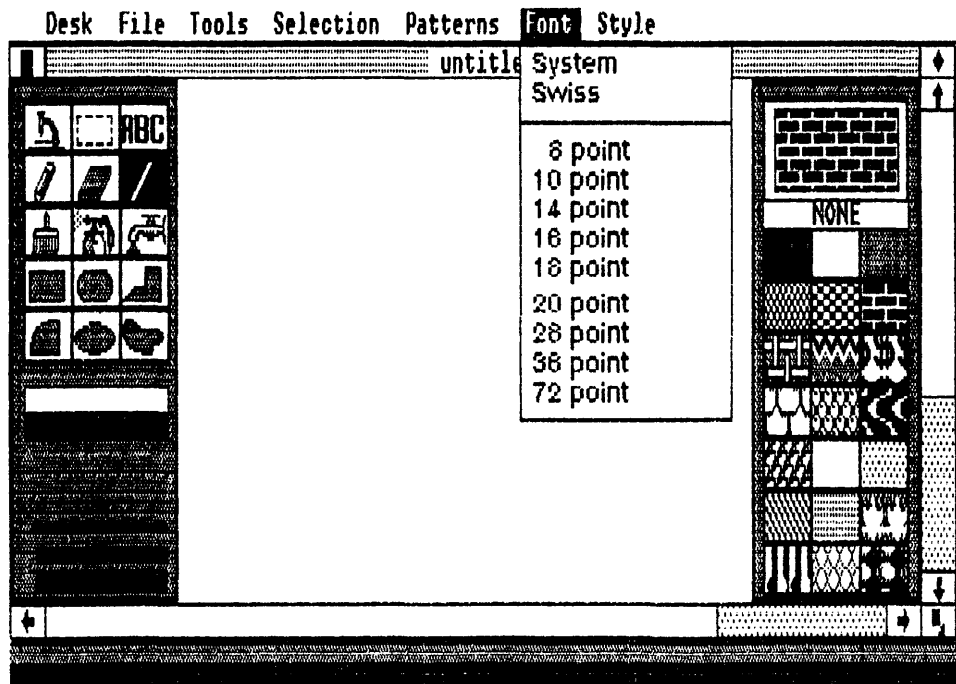 Desk File Tools Selection Patterns Font Style
untitle
System
Swiss
ABC
8 point
10 point
14 point
16 point
18 point
20 point
28 point
36 point
72 point
NONE